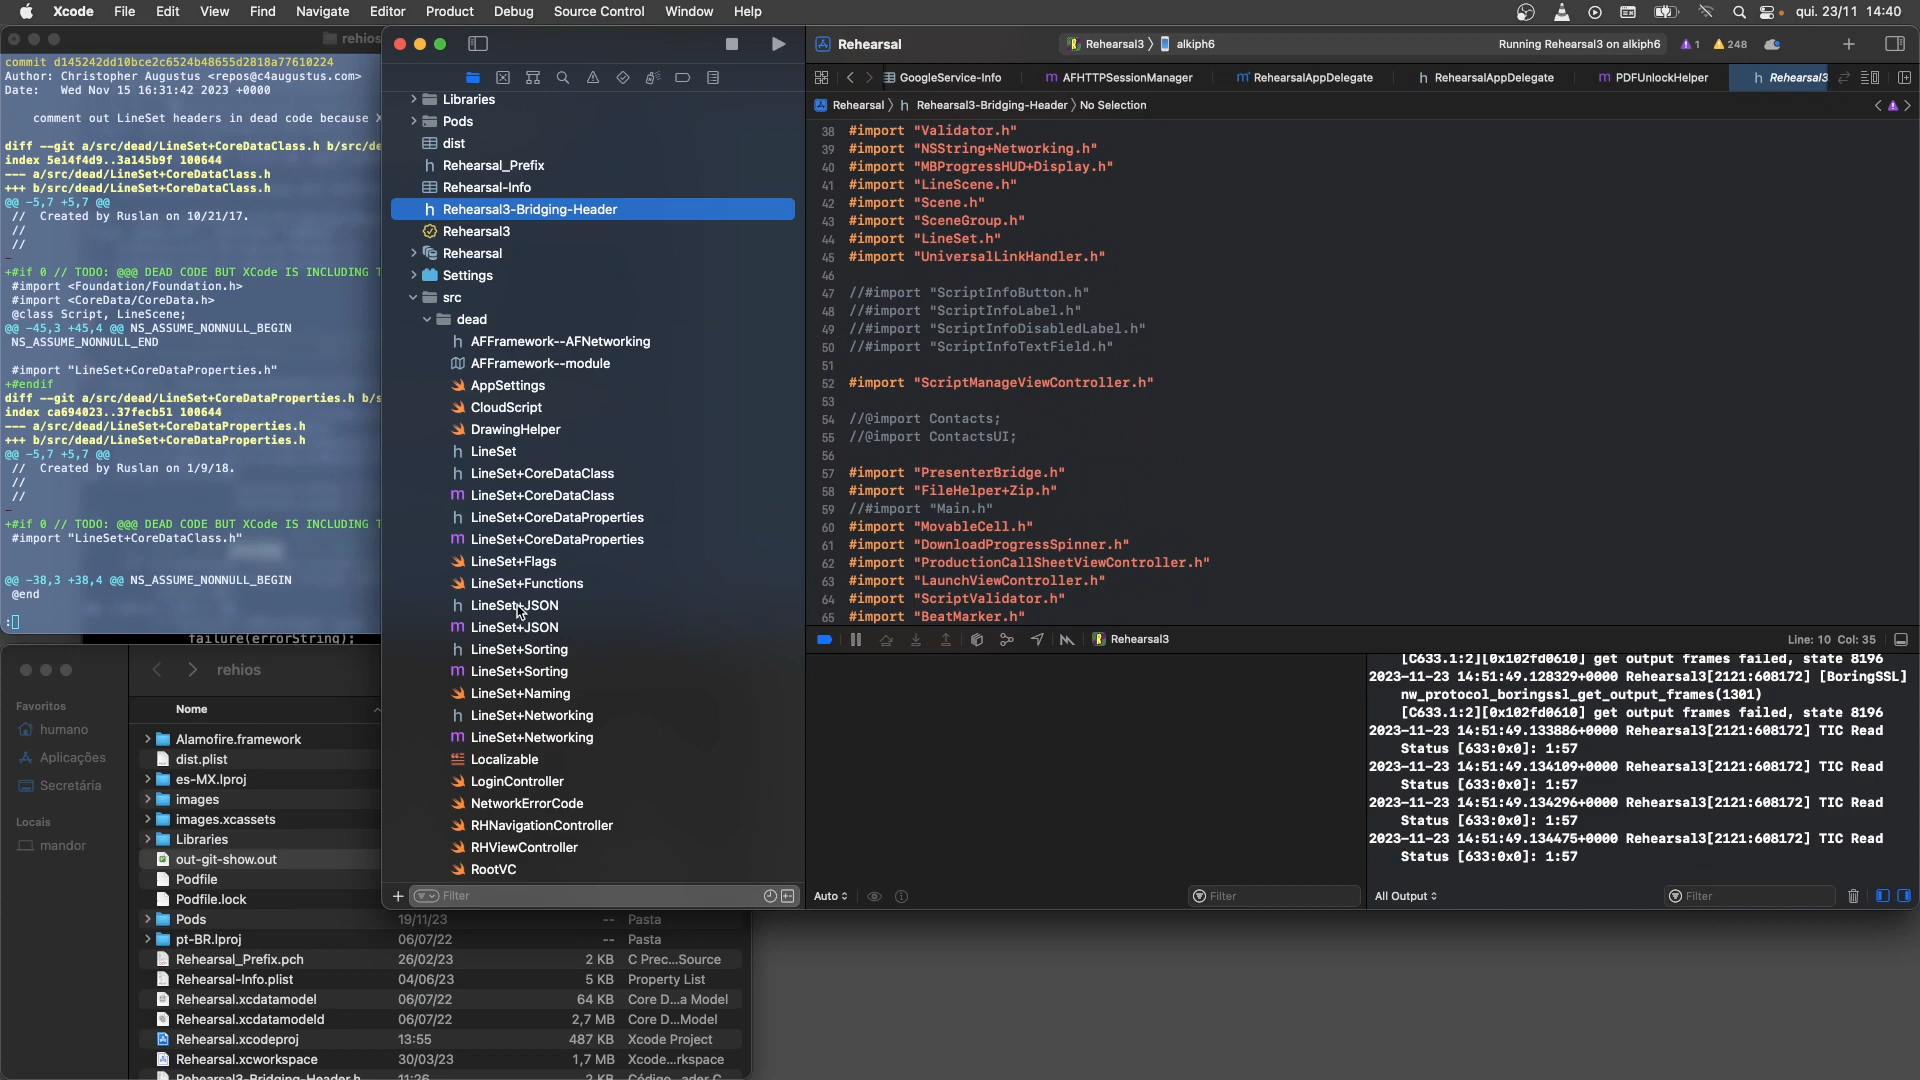 Xcode File Edit View Find Navigate Editor Product Debug Source Control Window Help
qui. 23/11 14:40
rehios
commit d145242dd10bce2c6524b48655d2818a77610224
Author: Christopher Augustus <repos@c4augustus.com>
Date: Wed Nov 15 16:31:42 2023 +0000
comment out LineSet headers in dead code because X
diff --git a/src/dead/LineSet+CoreDataClass.h b/src/de
index 5e14f4d9..3a145b9f 100644
--- a/src/dead/LineSet+CoreDataClass.h
+++ b/src/dead/LineSet+CoreDataClass.h
@@ -5,7 +5,7 @@
// Created by Ruslan on 10/21/17.
//
//
-
+#if 0 // TODO: @@@ DEAD CODE BUT XCode IS INCLUDING T
#import <Foundation/Foundation.h>
#import <CoreData/CoreData.h>
@class Script, LineScene;
@@ -45,3 +45,4 @@ NS_ASSUME_NONNULL_BEGIN
NS_ASSUME_NONNULL_END
#import "LineSet+CoreDataProperties.h"
+#endif
diff --git a/src/dead/LineSet+CoreDataProperties.h b/s
index ca694023..37fecb51 100644
--- a/src/dead/LineSet+CoreDataProperties.h
+++ b/src/dead/LineSet+CoreDataProperties.h
@@ -5,7 +5,7 @@
// Created by Ruslan on 1/9/18.
//
//
-
+#if 0 // TODO: @@@ DEAD CODE BUT XCode IS INCLUDING T
#import "LineSet+CoreDataClass.h"
@@ -38,3 +38,4 @@ NS_ASSUME_NONNULL_BEGIN
@end
:
failure(errorString);
Libraries
Pods
dist
Rehearsal_Prefix
Rehearsal-Info
Rehearsal3-Bridging-Header
Rehearsal3
Rehearsal
Settings
src
dead
AFFramework--AFNetworking
AFFramework--module
AppSettings
CloudScript
DrawingHelper
LineSet
LineSet+CoreDataClass
LineSet+CoreDataClass
LineSet+CoreDataProperties
LineSet+CoreDataProperties
LineSet+Flags
LineSet+Functions
LineSet+JSON
LineSet+JSON
LineSet+Sorting
LineSet+Sorting
LineSet+Naming
LineSet+Networking
LineSet+Networking
Localizable
LoginController
NetworkErrorCode
RHNavigationController
RHViewController
RootVC
Filter
Rehearsal
Rehearsal3 〉 alkiph6
Running Rehearsal3 on alkiph6
1
248
GoogleService-Info
AFHTTPSessionManager
RehearsalAppDelegate
RehearsalAppDelegate
PDFUnlockHelper
Rehearsal3
Rehearsal 〉 h Rehearsal3-Bridging-Header 〉 No Selection
38 #import "Validator.h"
39 #import "NSString+Networking.h"
40 #import "MBProgressHUD+Display.h"
41 #import "LineScene.h"
42 #import "Scene.h"
43 #import "SceneGroup.h"
44 #import "LineSet.h"
45 #import "UniversalLinkHandler.h"
46
47 //#import "ScriptInfoButton.h"
48 //#import "ScriptInfoLabel.h"
49 //#import "ScriptInfoDisabledLabel.h"
50 //#import "ScriptInfoTextField.h"
51
52 #import "ScriptManageViewController.h"
53
54 //@import Contacts;
55 //@import ContactsUI;
56
57 #import "PresenterBridge.h"
58 #import "FileHelper+Zip.h"
59 //#import "Main.h"
60 #import "MovableCell.h"
61 #import "DownloadProgressSpinner.h"
62 #import "ProductionCallSheetViewController.h"
63 #import "LaunchViewController.h"
64 #import "ScriptValidator.h"
65 #import "BeatMarker.h"
Rehearsal3
Line: 10 Col: 35
[C633.1:2][0x102fd0610] get output frames failed, state 8196
2023-11-23 14:51:49.128329+0000 Rehearsal3[2121:608172] [BoringSSL]
nw_protocol_boringssl_get_output_frames(1301)
[C633.1:2][0x102fd0610] get output frames failed, state 8196
2023-11-23 14:51:49.133886+0000 Rehearsal3[2121:608172] TIC Read
Status [633:0x0]: 1:57
2023-11-23 14:51:49.134109+0000 Rehearsal3[2121:608172] TIC Read
Status [633:0x0]: 1:57
2023-11-23 14:51:49.134296+0000 Rehearsal3[2121:608172] TIC Read
Status [633:0x0]: 1:57
2023-11-23 14:51:49.134475+0000 Rehearsal3[2121:608172] TIC Read
Status [633:0x0]: 1:57
Auto
Filter
All Output
Filter
rehios
Favoritos
humano
Aplicações
Secretária
Locais
mandor
Nome
Alamofire.framework
dist.plist
es-MX.lproj
images
images.xcassets
Libraries
out-git-show.out
Podfile
Podfile.lock
Pods 19/11/23 -- Pasta
pt-BR.lproj 06/07/22 -- Pasta
Rehearsal_Prefix.pch 26/02/23 2 KB C Prec...Source
Rehearsal-Info.plist 04/06/23 5 KB Property List
Rehearsal.xcdatamodel 06/07/22 64 KB Core D...a Model
Rehearsal.xcdatamodeld 06/07/22 2,7 MB Core D...Model
Rehearsal.xcodeproj 13:55 487 KB Xcode Project
Rehearsal.xcworkspace 30/03/23 1,7 MB Xcode...rkspace
Rehearsal3-Bridging-Header.h 11:26 2 KB Código...ader C